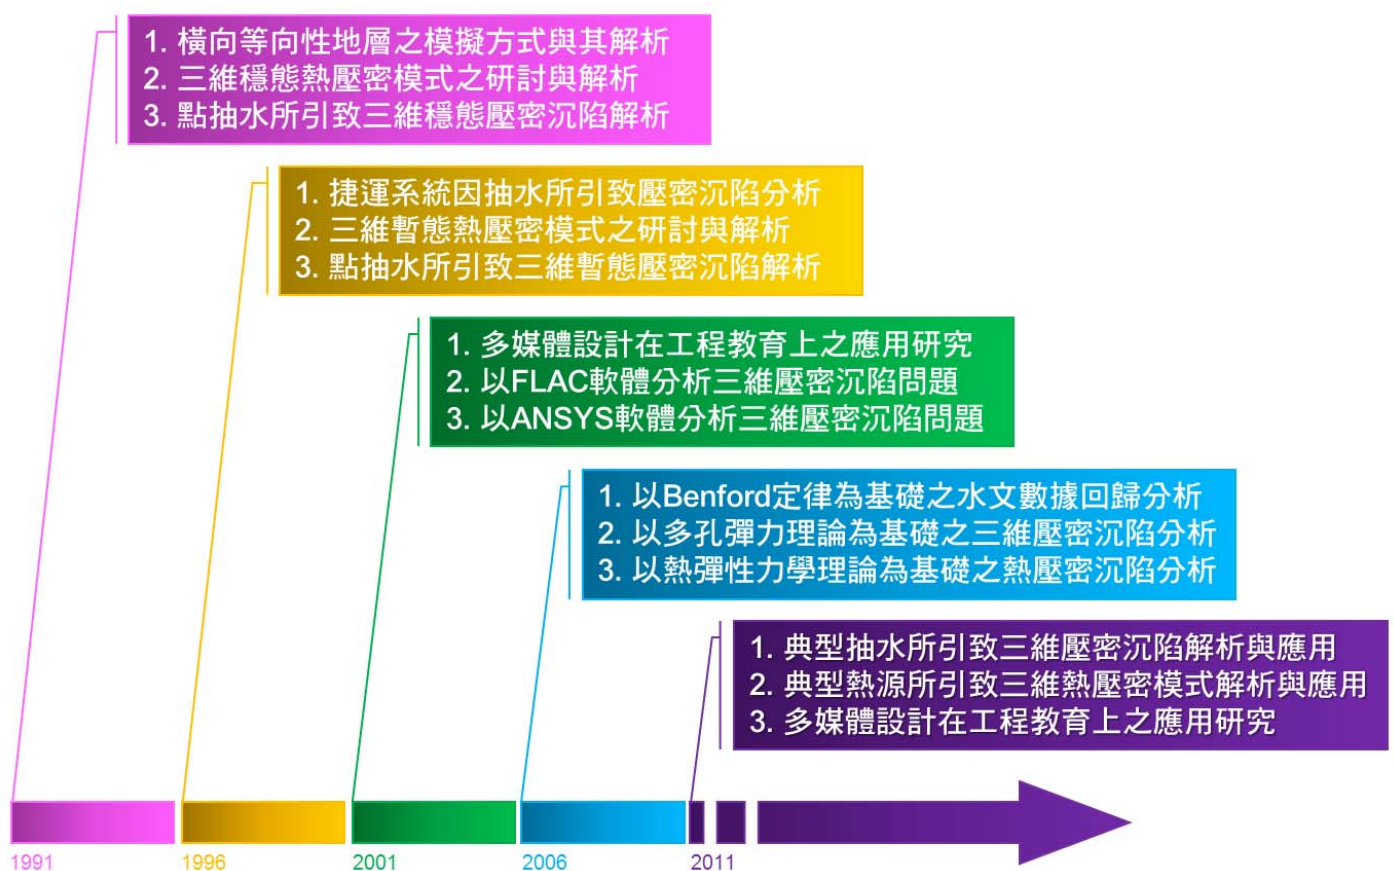 1. 橫向等向性地層之模擬方式與其解析
2. 三維穩態熱壓密模式之研討與解析
3. 點抽水所引致三維穩態壓密沉陷解析
1. 捷運系統因抽水所引致壓密沉陷分析
2. 三維暫態熱壓密模式之研討與解析
3. 點抽水所引致三維暫態壓密沉陷解析
1. 多媒體設計在工程教育上之應用研究
2. 以FLAC軟體分析三維壓密沉陷問題
3. 以ANSYS軟體分析三維壓密沉陷問題
1. 以Benford定律為基礎之水文數據回歸分析
2. 以多孔彈力理論為基礎之三維壓密沉陷分析
3. 以熱彈性力學理論為基礎之熱壓密沉陷分析
1. 典型抽水所引致三維壓密沉陷解析與應用
2. 典型熱源所引致三維熱壓密模式解析與應用
3. 多媒體設計在工程教育上之應用研究
1991
1996
2001
2006
2011